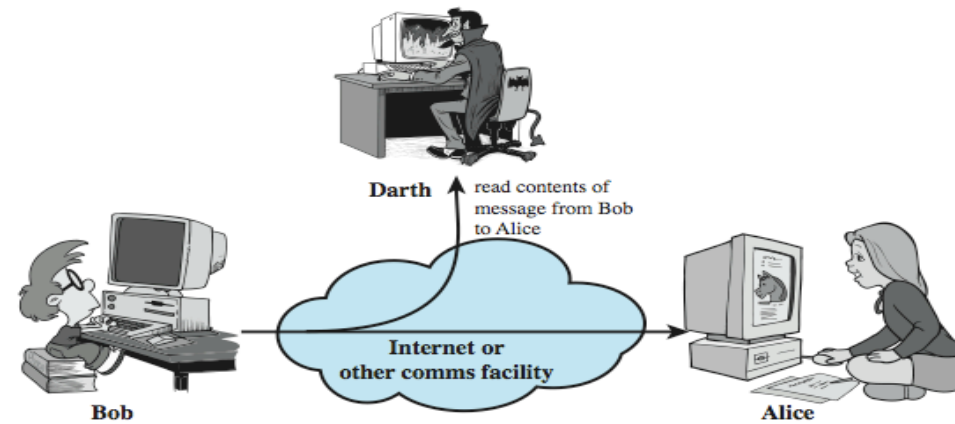 Darth
read contents of
message from Bob
to Alice
Internet or
other comms facility
Bob
Alice